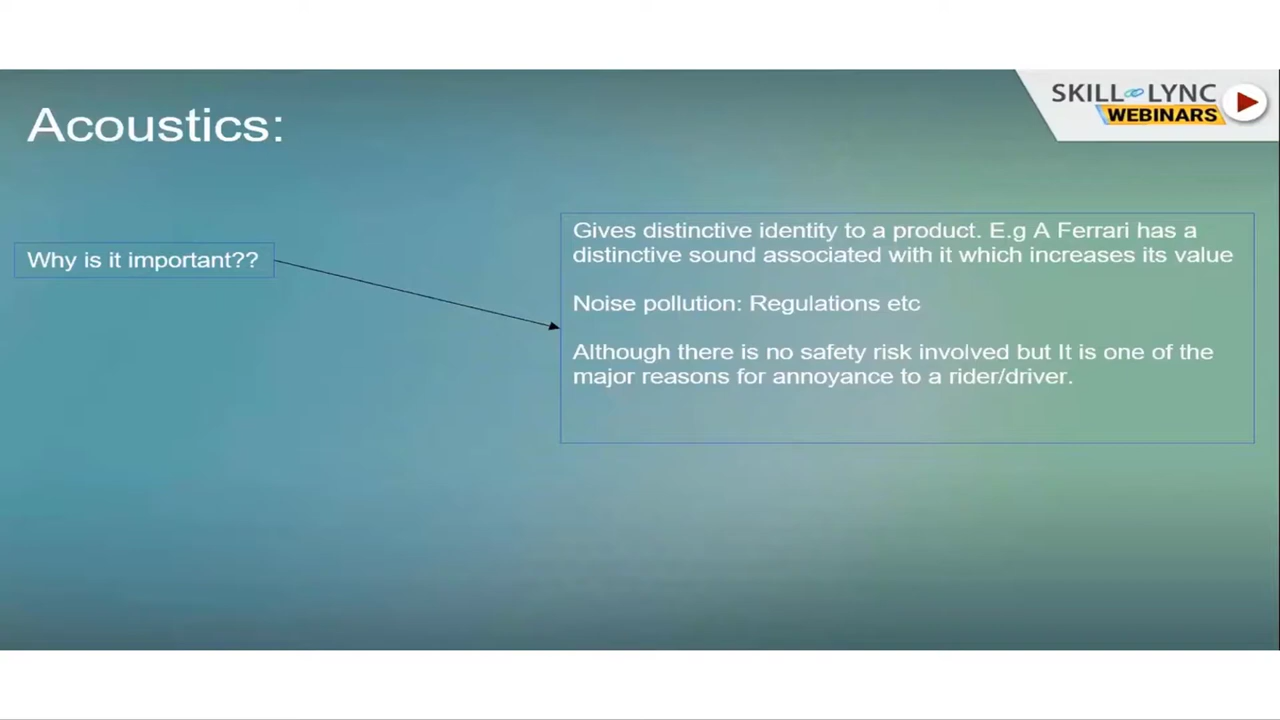 SKILL LYNC
WEBINARS
Acoustics:
Why is it important??
Gives distinctive identity to a product. E.g A Ferrari has a
distinctive sound associated with it which increases its value
Noise pollution: Regulations etc
Although there is no safety risk involved but It is one of the
major reasons for annoyance to a rider/driver.